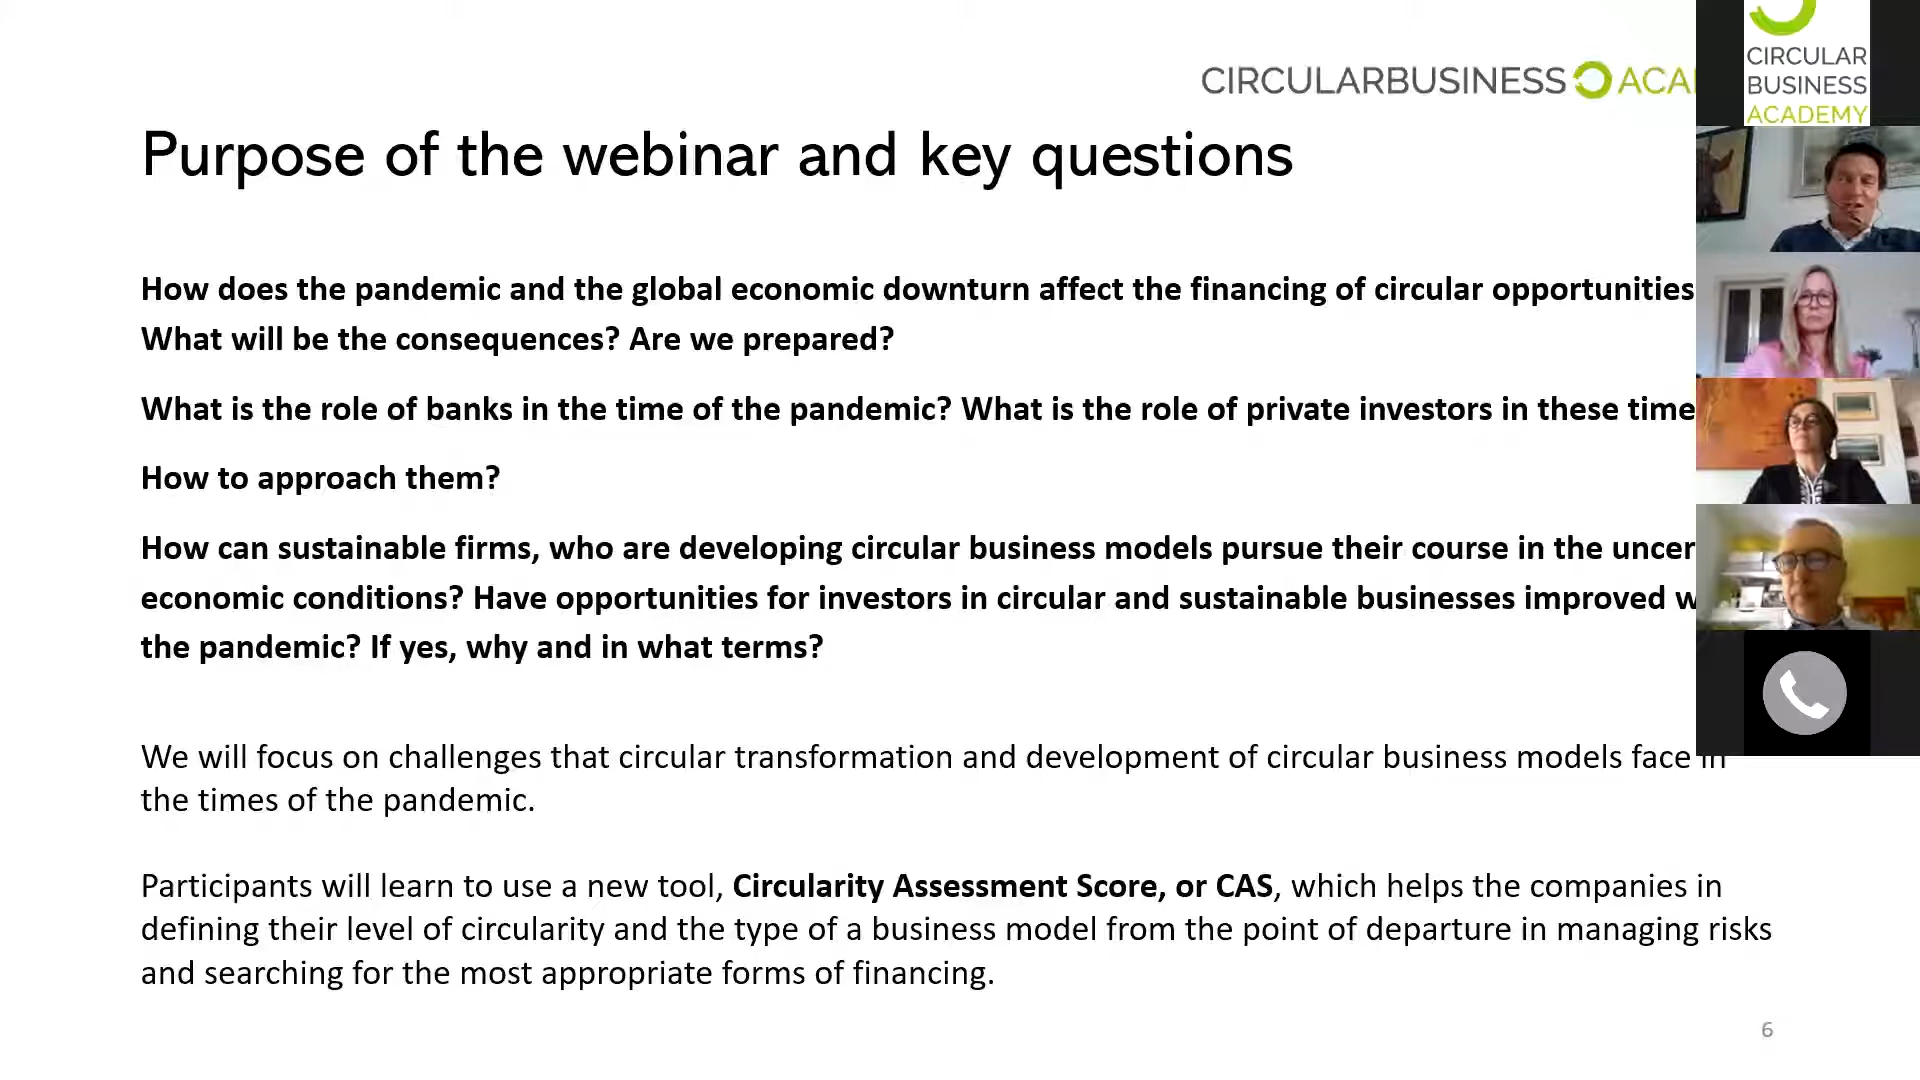 CIRCULARBUSINESS ACA
CIRCULAR
BUSINESS
ACADEMY
Purpose of the webinar and key questions
How does the pandemic and the global economic downturn affect the financing of circular opportunities
What will be the consequences? Are we prepared?
What is the role of banks in the time of the pandemic? What is the role of private investors in these time
How to approach them?
How can sustainable firms, who are developing circular business models pursue their course in the uncer
economic conditions? Have opportunities for investors in circular and sustainable businesses improved w
the pandemic? If yes, why and in what terms?
We will focus on challenges that circular transformation and development of circular business models face in
the times of the pandemic.
Participants will learn to use a new tool, Circularity Assessment Score, or CAS, which helps the companies in
defining their level of circularity and the type of a business model from the point of departure in managing risks
and searching for the most appropriate forms of financing.
6